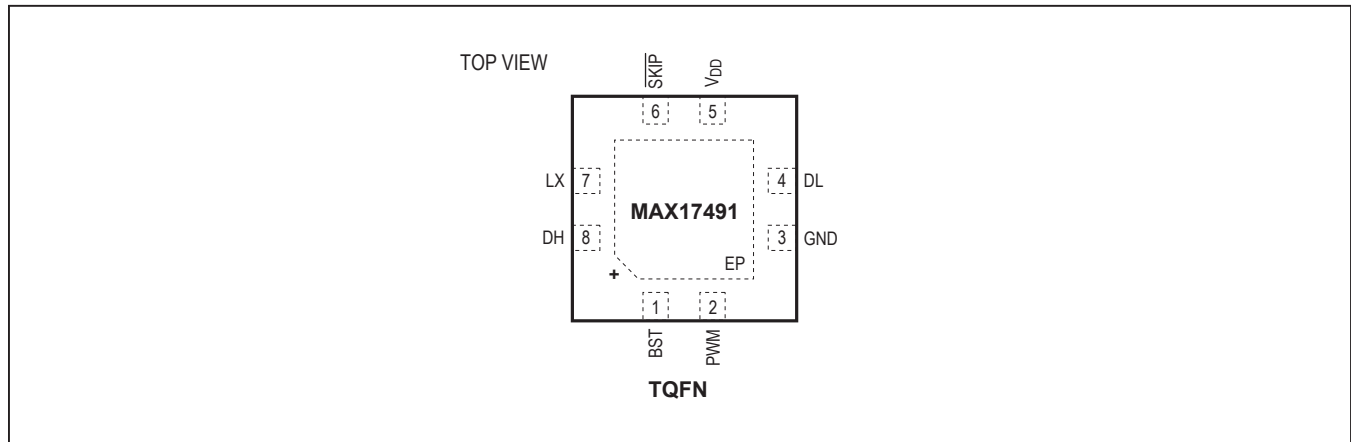 TOP VIEW
SKIP
VDD
6
5
LX
7
4
DL
MAX17491
DH
8
3
GND
EP
+
1
2
BST
PWM
TQFN